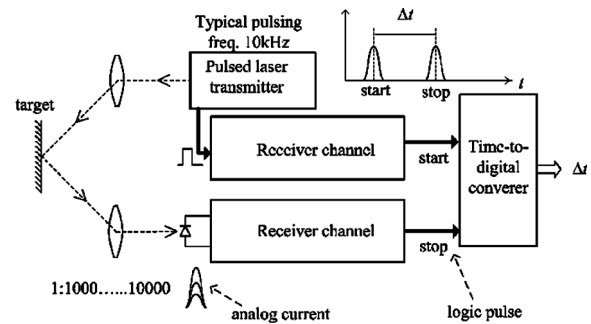 Typical pulsing
freq. 10kHz
Pulsed laser
transmitter
Δt
start
stop
t
target
Receiver channel
start
Time-to-
digital
converer
Δt
Receiver channel
stop
1:1000......10000
analog current
logic pulse